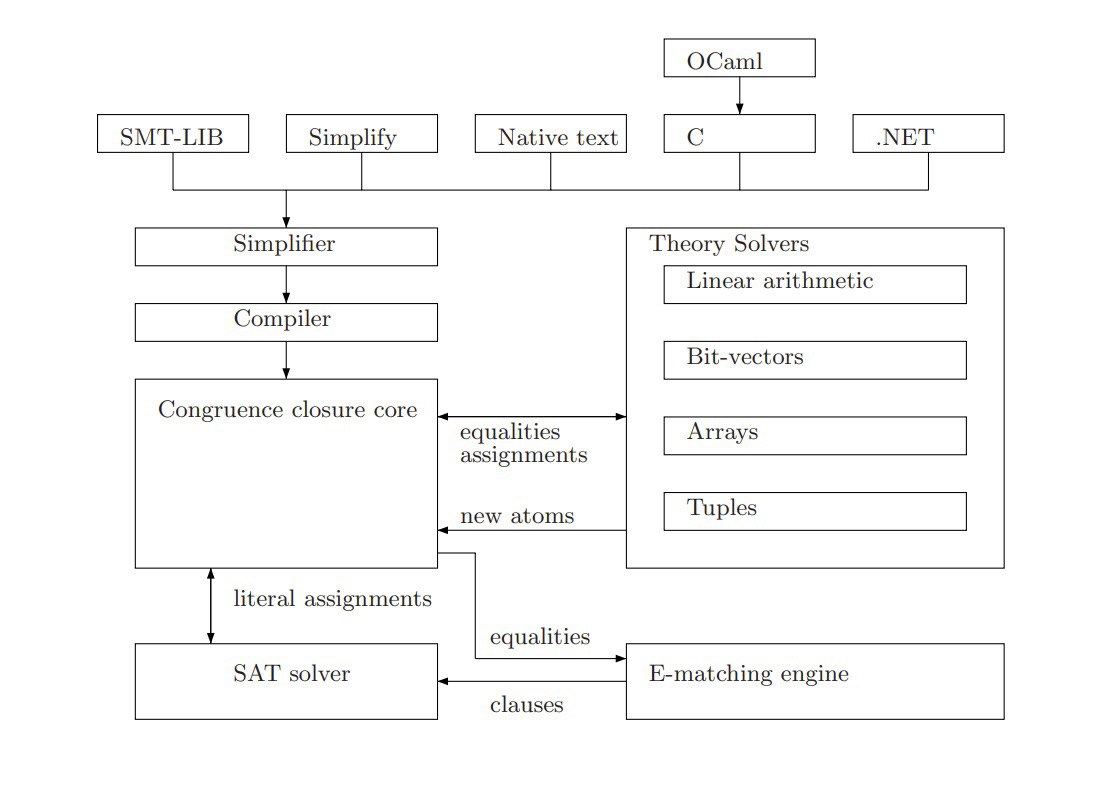 OCaml
SMT-LIB
Simplify
Native text
C
.NET
Simplifier
Theory Solvers
Linear arithmetic
Compiler
Bit-vectors
Congruence closure core
equalities
assignments
Arrays
new atoms
Tuples
literal assignments
equalities
SAT solver
E-matching engine
clauses